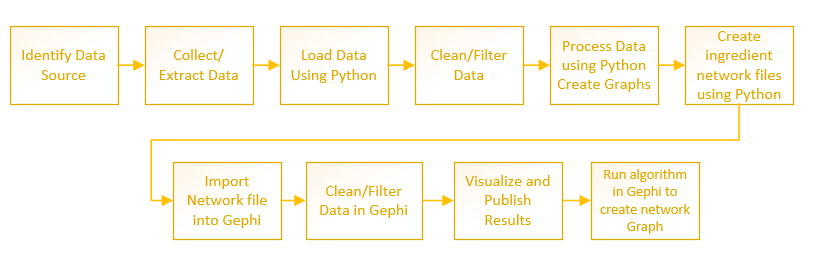 Identify Data
Source
Collect/
Extract Data
Load Data
Using Python
Clean/Filter
Data
Process Data
using Python
Create Graphs
Create
ingredient
network files
using Python
Import
Network file
into Gephi
Clean/Filter
Data in Gephi
Visualize and
Publish
Results
Run algorithm
in Gephi to
create network
Graph